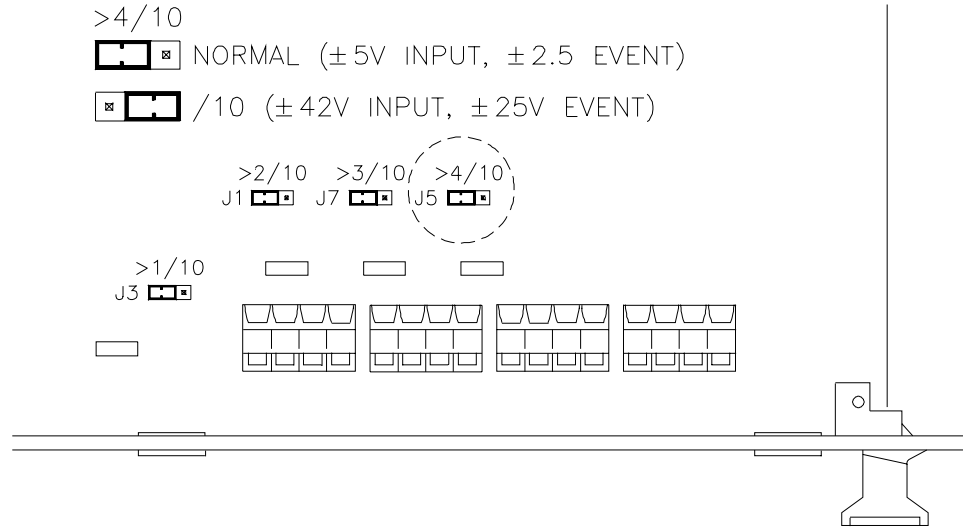 >4/10
NORMAL (±5V INPUT, ±2.5 EVENT)
/10 (±42V INPUT, ±25V EVENT)
>2/10 >3/10 >4/10
J1 J7 J5
>1/10
J3